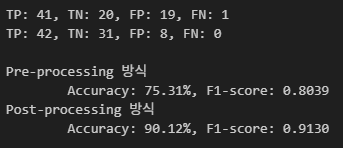 TP: 41, TN: 20, FP: 19, FN: 1
TP: 42, TN: 31, FP: 8, FN: 0

Pre-processing 방식
        Accuracy: 75.31%, F1-score: 0.8039
Post-processing 방식
        Accuracy: 90.12%, F1-score: 0.9130